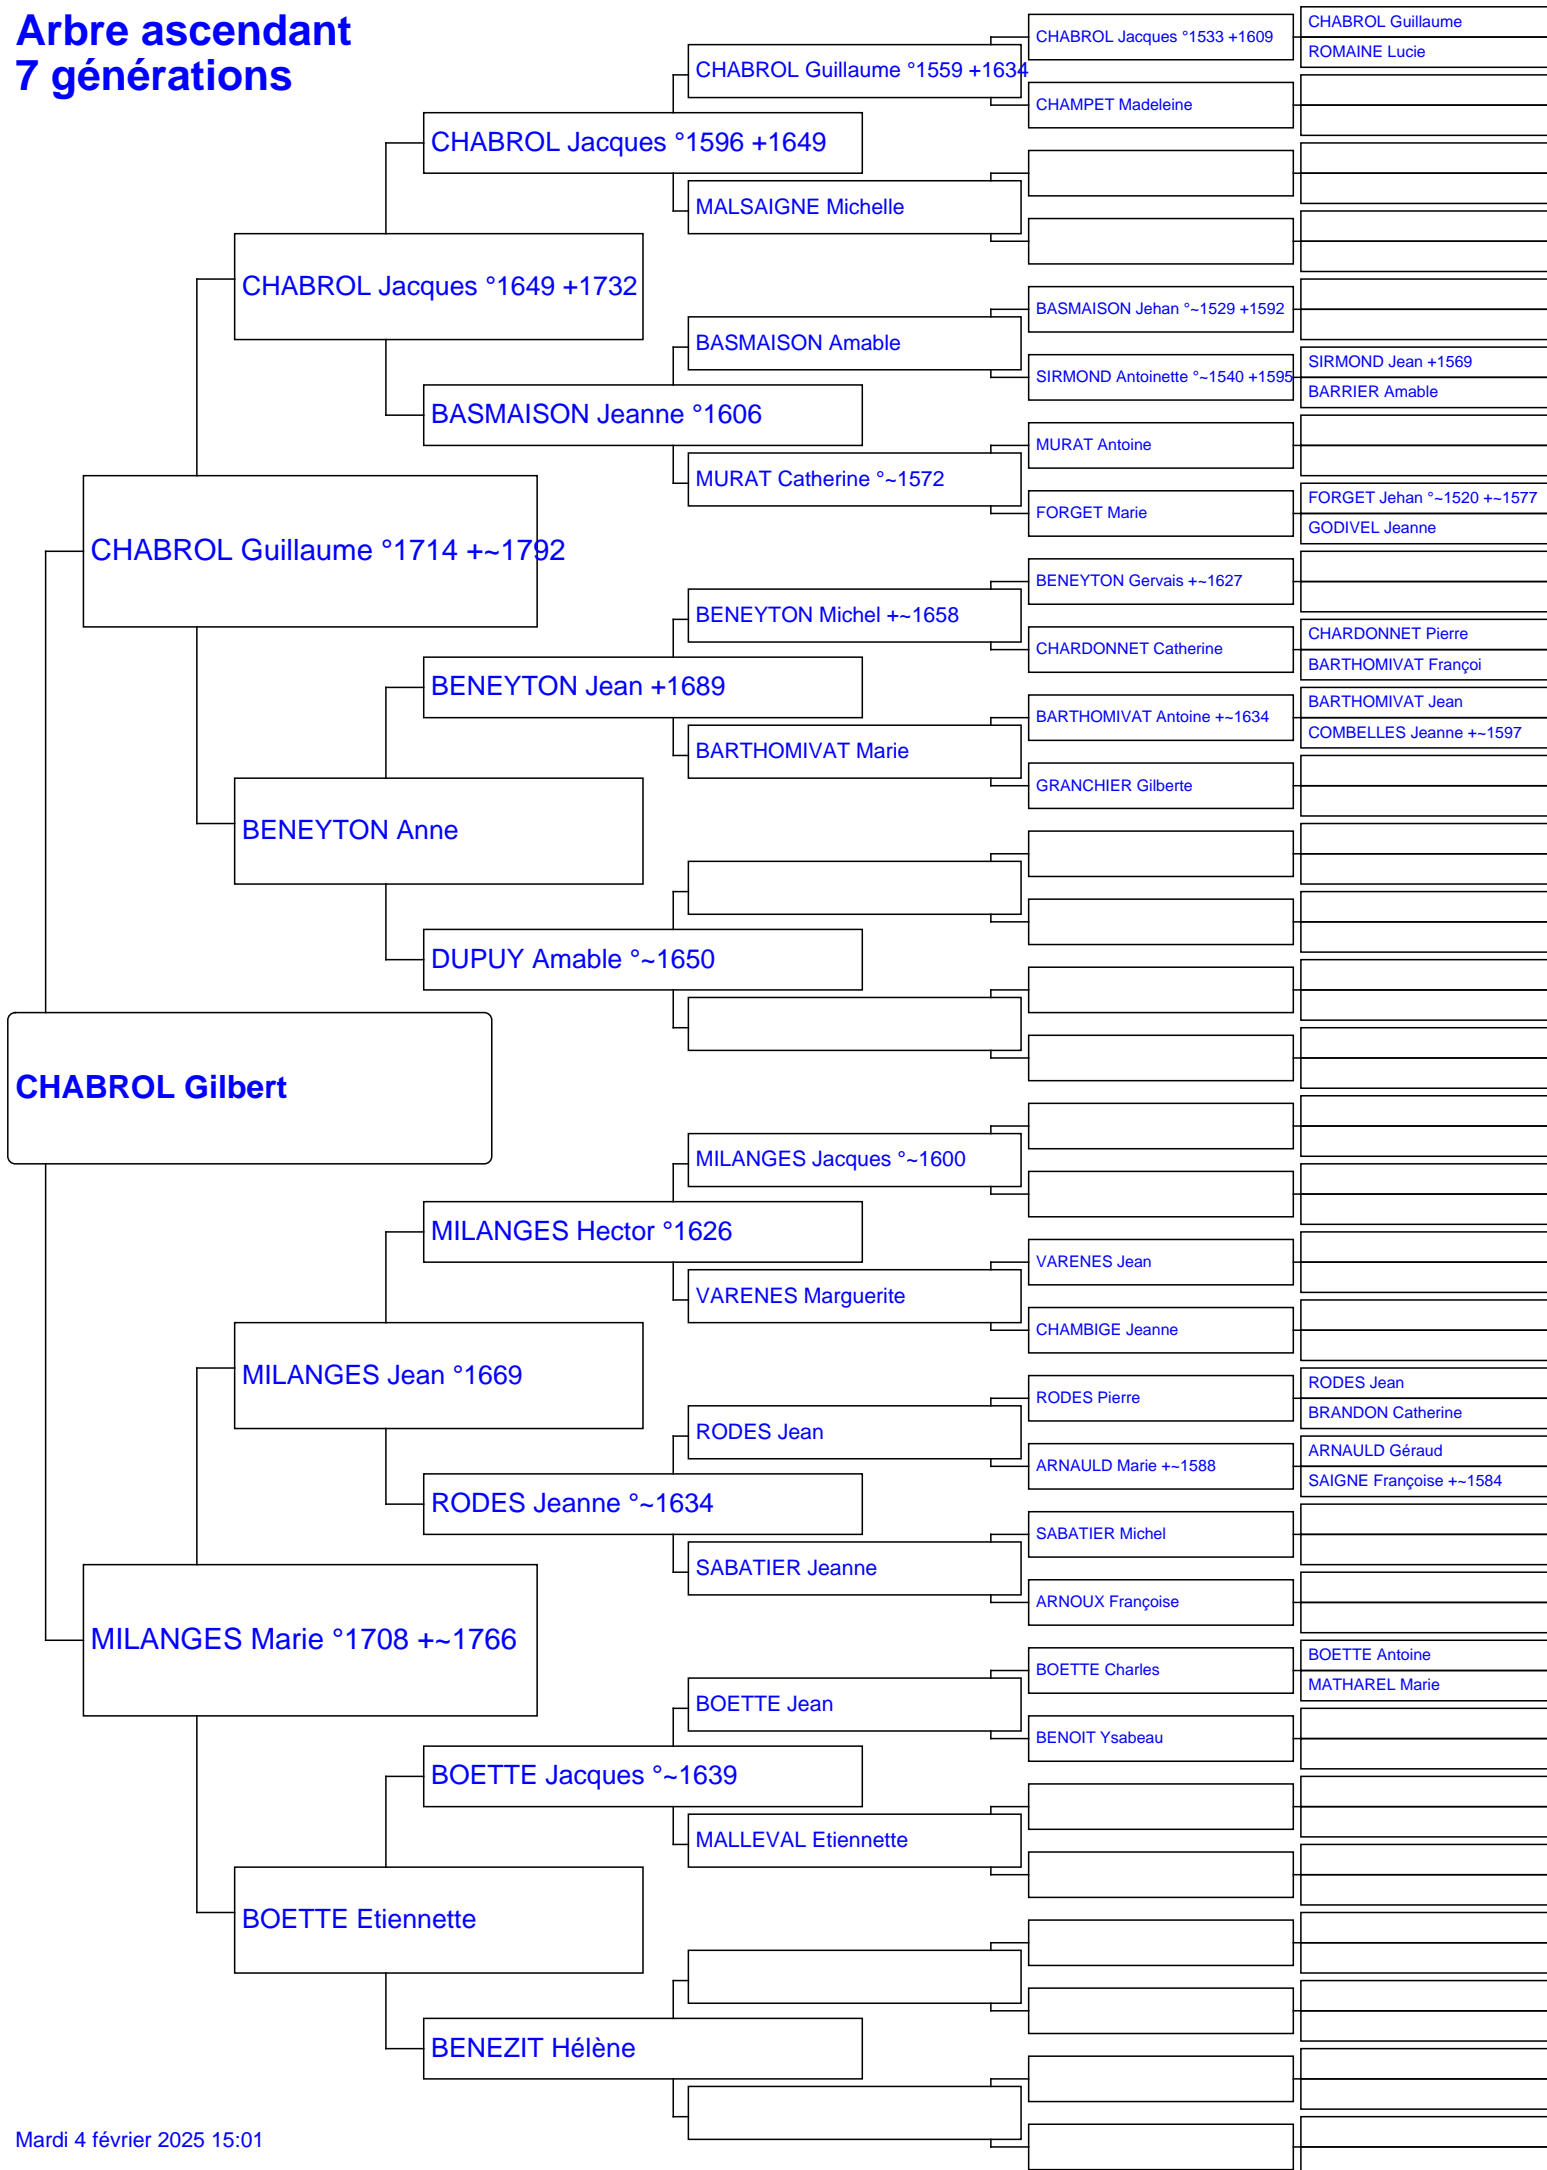 Arbre ascendant
7 générations
CHABROL Gilbert
CHABROL Guillaume °1714 +~1792
MILANGES Marie °1708 +~1766
CHABROL Jacques °1649 +1732
BENEYTON Anne
MILANGES Jean °1669
BOETTE Etiennette
CHABROL Jacques °1596 +1649
BASMAISON Jeanne °1606
BENEYTON Jean +1689
DUPUY Amable °~1650
MILANGES Hector °1626
RODES Jeanne °~1634
BOETTE Jacques °~1639
BENEZIT Hélène
CHABROL Guillaume °1559 +1634
MALSAIGNE Michelle
BASMAISON Amable
MURAT Catherine °~1572
BENEYTON Michel +~1658
BARTHOMIVAT Marie
MILANGES Jacques °~1600
VARENES Marguerite
RODES Jean
SABATIER Jeanne
BOETTE Jean
MALLEVAL Etiennette
CHABROL Jacques °1533 +1609
CHAMPET Madeleine
BASMAISON Jehan °~1529 +1592
SIRMOND Antoinette °~1540 +1595
MURAT Antoine
FORGET Marie
BENEYTON Gervais +~1627
CHARDONNET Catherine
BARTHOMIVAT Antoine +~1634
GRANCHIER Gilberte
VARENES Jean
CHAMBIGE Jeanne
RODES Pierre
ARNAULD Marie +~1588
SABATIER Michel
ARNOUX Françoise
BOETTE Charles
BENOIT Ysabeau
CHABROL Guillaume
ROMAINE Lucie
SIRMOND Jean +1569
BARRIER Amable
FORGET Jehan °~1520 +~1577
GODIVEL Jeanne
CHARDONNET Pierre
BARTHOMIVAT Françoi
BARTHOMIVAT Jean
COMBELLES Jeanne +~1597
RODES Jean
BRANDON Catherine
ARNAULD Géraud
SAIGNE Françoise +~1584
BOETTE Antoine
MATHAREL Marie
Mardi 4 février 2025 15:01